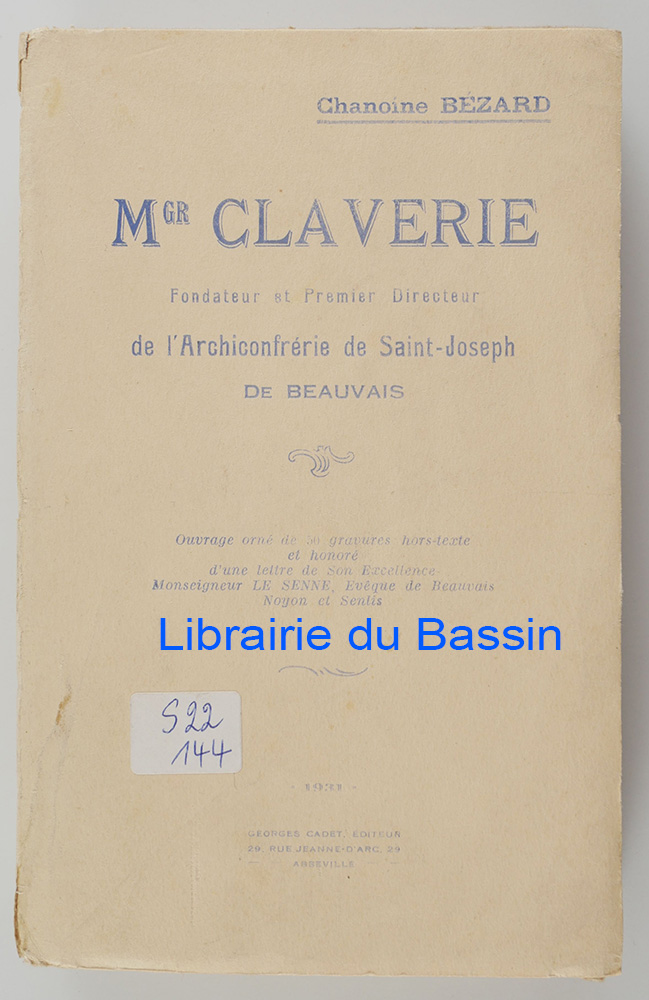 Chanoine BÉZARD
MGR CLAVERIE
Fondateur et Premier Directeur
de l'Archiconfrérie de Saint-Joseph
DE BEAUVAIS
Ouvrage orné de 50 gravures hors-texte
et honoré
d'une lettre de Son Excellence
Monseigneur LE SENNE, Evêque de Beauvais
Noyon et Senlis
Librairie du Bassin
S22
144
GEORGES CADET, ÉDITEUR
29, RUE JEANNE-D'ARC, 29
ABBEVILLE